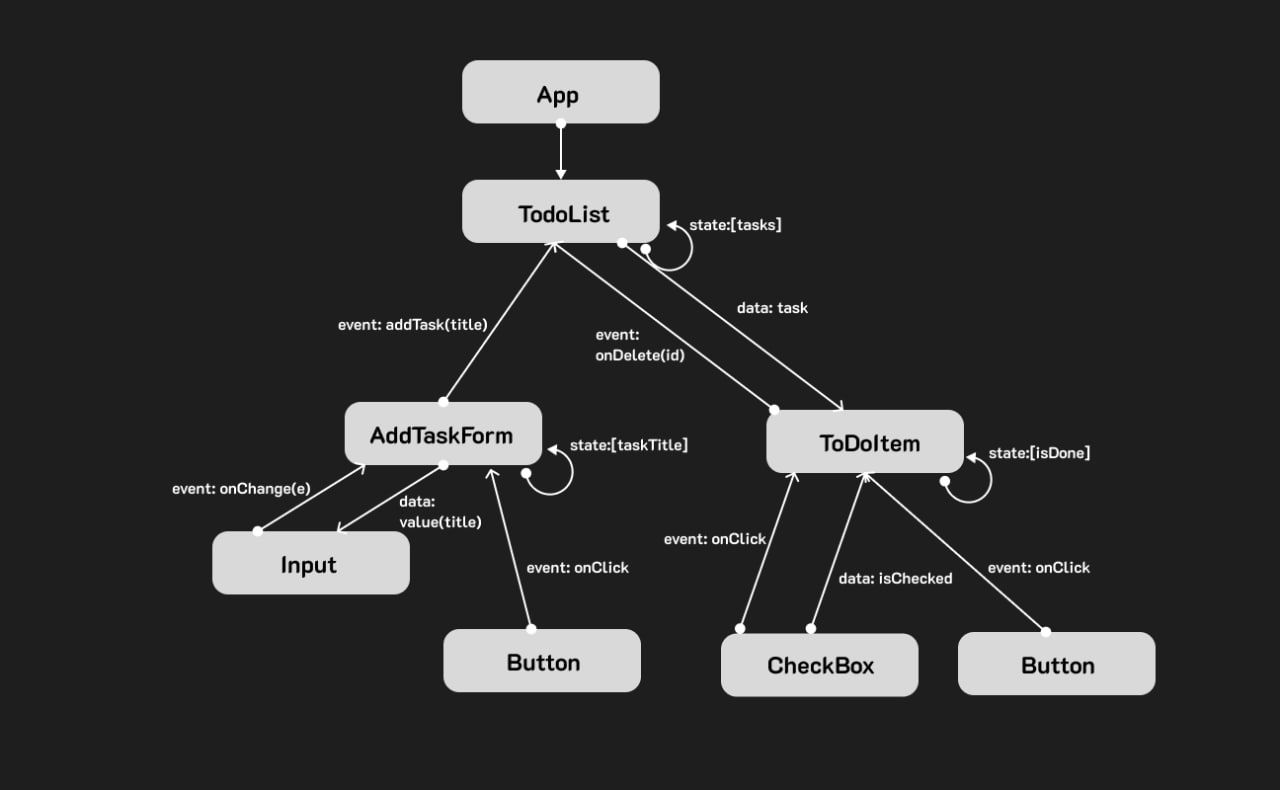 App
TodoList
state:[tasks]
data: task
event: addTask(title)
event:
onDelete(id)
AddTaskForm
state:[taskTitle]
ToDoItem
state:[isDone]
event: onChange(e)
data:
value(title)
Input
event: onClick
event: onClick
data: isChecked
event: onClick
Button
CheckBox
Button